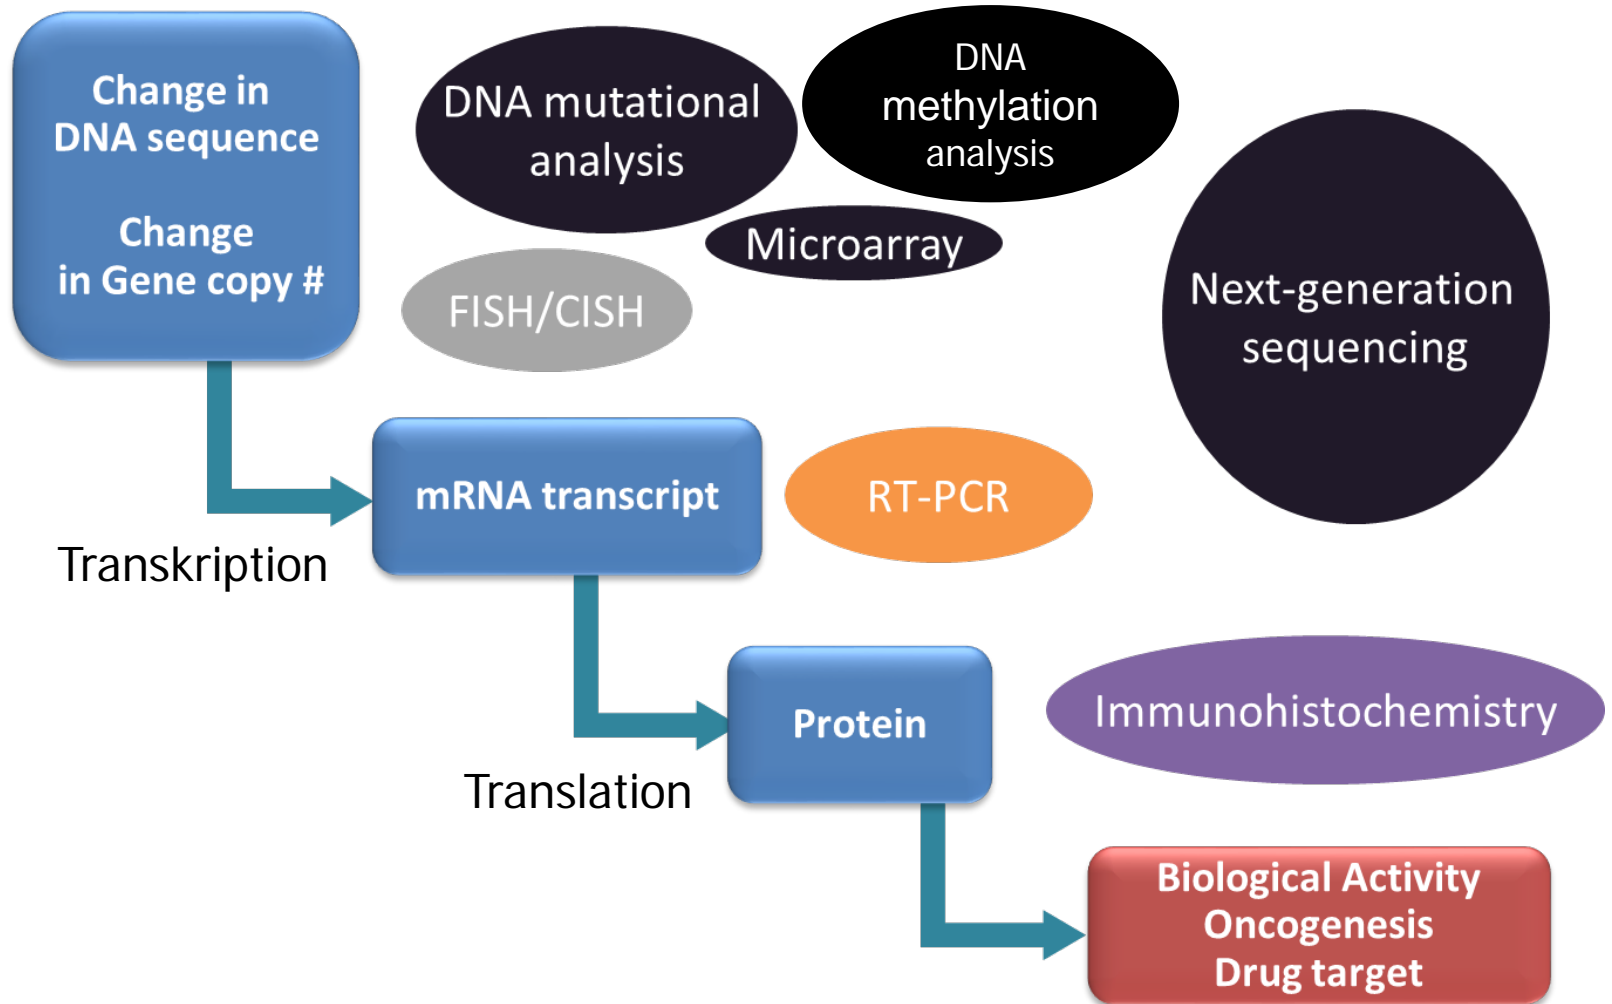 Change in
DNA sequence
Change
in Gene copy #
DNA mutational
analysis
DNA
methylation
analysis
Microarray
FISH/CISH
Next-generation
sequencing
mRNA transcript
RT-PCR
Transkription
Protein
Immunohistochemistry
Translation
Biological Activity
Oncogenesis
Drug target